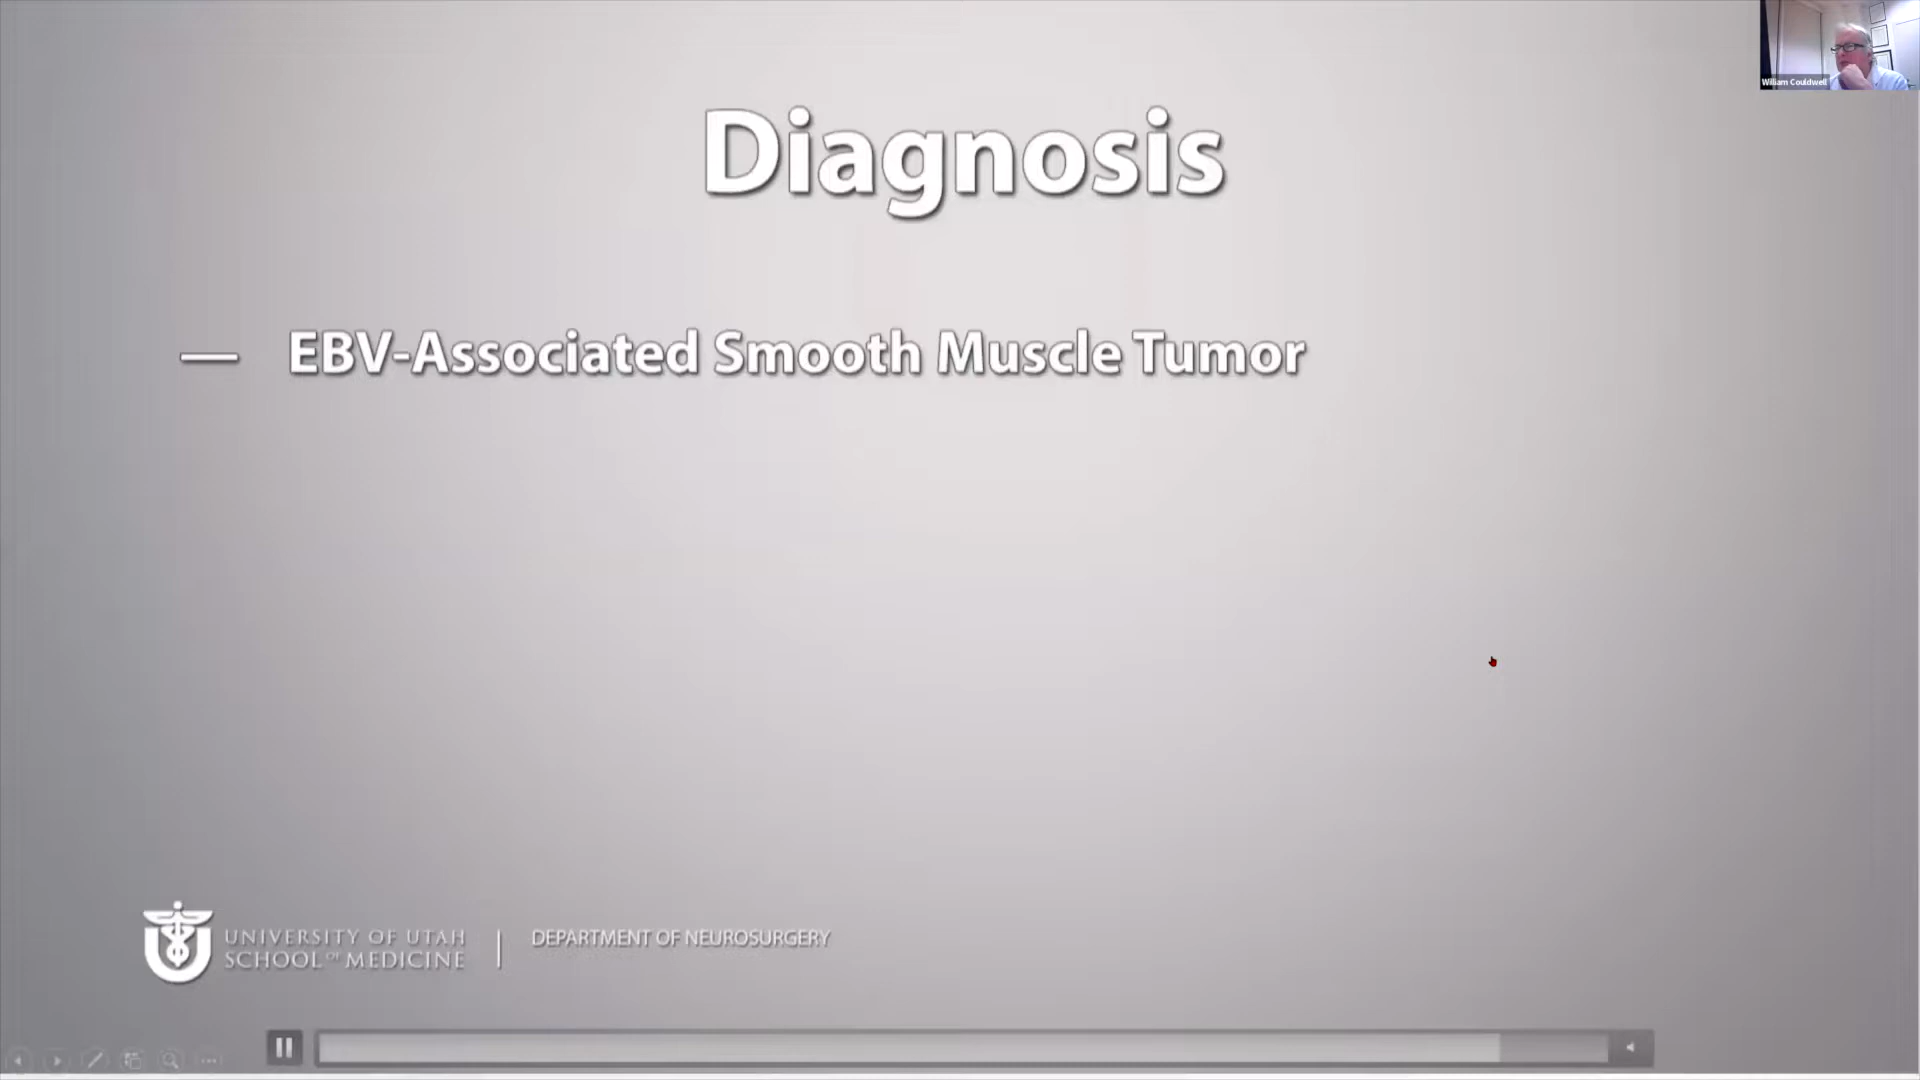 William Couldwell
Diagnosis
— EBV-Associated Smooth Muscle Tumor
UNIVERSITY OF UTAH
SCHOOL OF MEDICINE
DEPARTMENT OF NEUROSURGERY